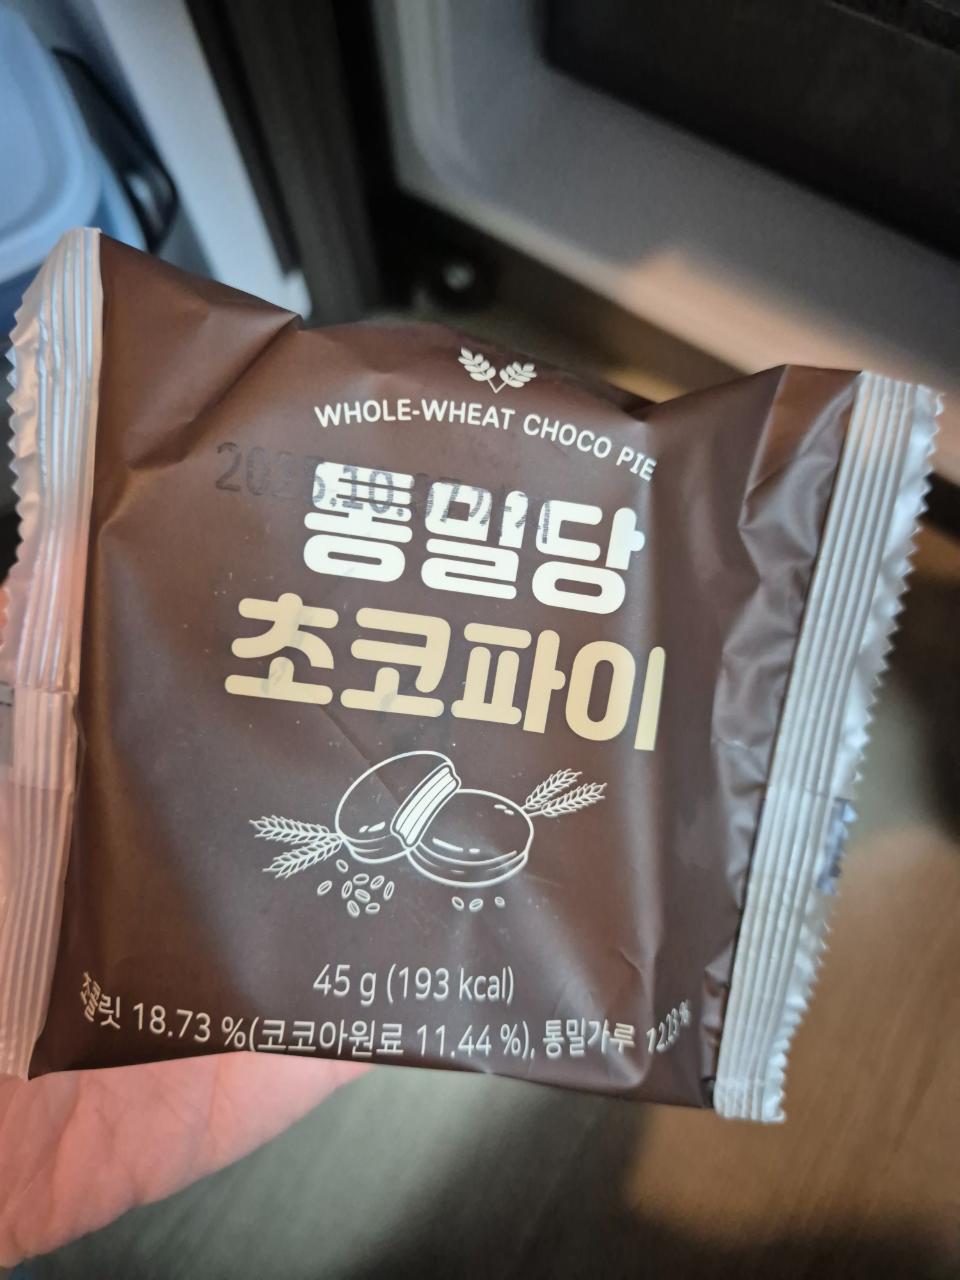 WHOLE-WHEAT CHOCO PIE
통밀당
초코파이
45 g (193 kcal)
초콜릿 18.73 %(코코아원료 11.44 %), 통밀가루